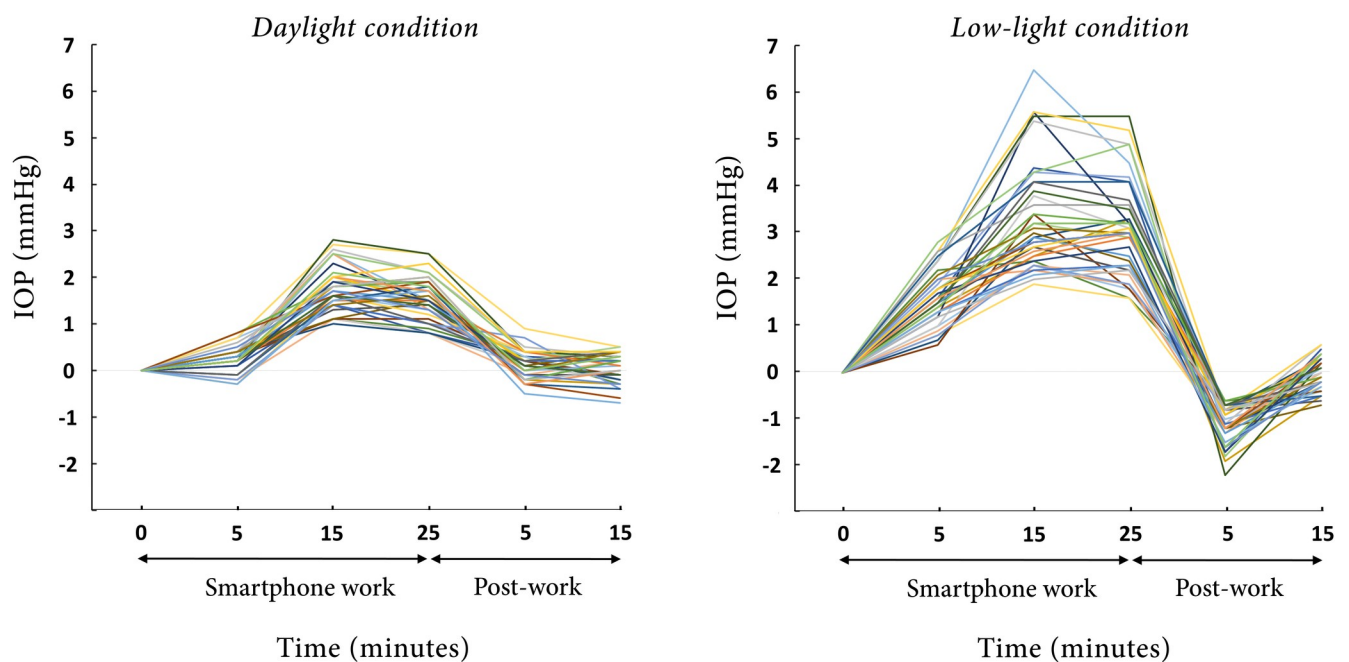 Daylight condition
7
6
5
4
3
2
1
0
-1
-2
IOP (mmHg)
0 5 15 25 5 15
Smartphone work Post-work
Time (minutes)
Low-light condition
7
6
5
4
3
2
1
0
-1
-2
IOP (mmHg)
0 5 15 25 5 15
Smartphone work Post-work
Time (minutes)